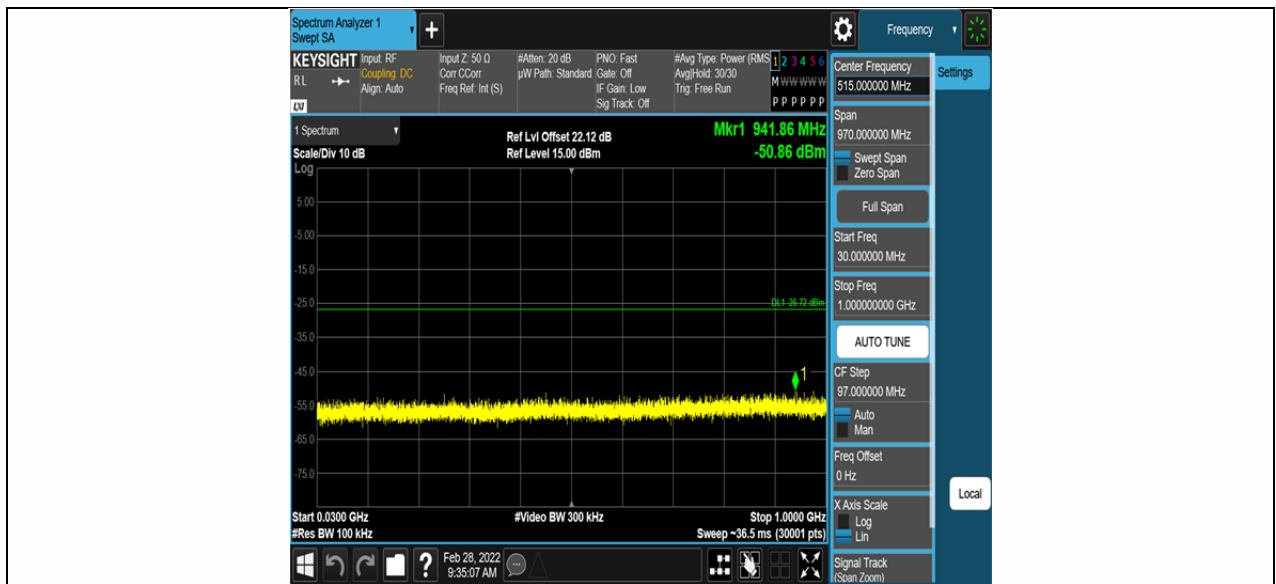 Spectrum Analyzer 1
Swept SA
+
Frequency
KEYSIGHT
RL
LXI
Input: RF
Coupling: DC
Align: Auto
Input Z: 50 Ω
Corr CCorr
Freq Ref: Int (S)
#Atten: 20 dB
µW Path: Standard
PNO: Fast
Gate: Off
IF Gain: Low
Sig Track: Off
#Avg Type: Power (RMS
Avg|Hold: 30/30
Trig: Free Run
1 2 3 4 5 6
M W W W W W
P P P P P P
Center Frequency
515.000000 MHz
Settings
Span
970.000000 MHz
Swept Span
Zero Span
Full Span
Start Freq
30.000000 MHz
Stop Freq
1.000000000 GHz
AUTO TUNE
CF Step
97.000000 MHz
Auto
Man
Freq Offset
0 Hz
X Axis Scale
Log
Lin
Signal Track
(Span Zoom)
Local
1 Spectrum
Scale/Div 10 dB
Log
Ref Lvl Offset 22.12 dB
Ref Level 15.00 dBm
Mkr1 941.86 MHz
-50.86 dBm
5.00
-5.00
-15.0
-25.0
DL1 -26.72 dBm
-35.0
-45.0
1
-55.0
-65.0
-75.0
Start 0.0300 GHz
#Video BW 300 kHz
Stop 1.0000 GHz
#Res BW 100 kHz
Sweep ~36.5 ms (30001 pts)
?
Feb 28, 2022
9:35:07 AM